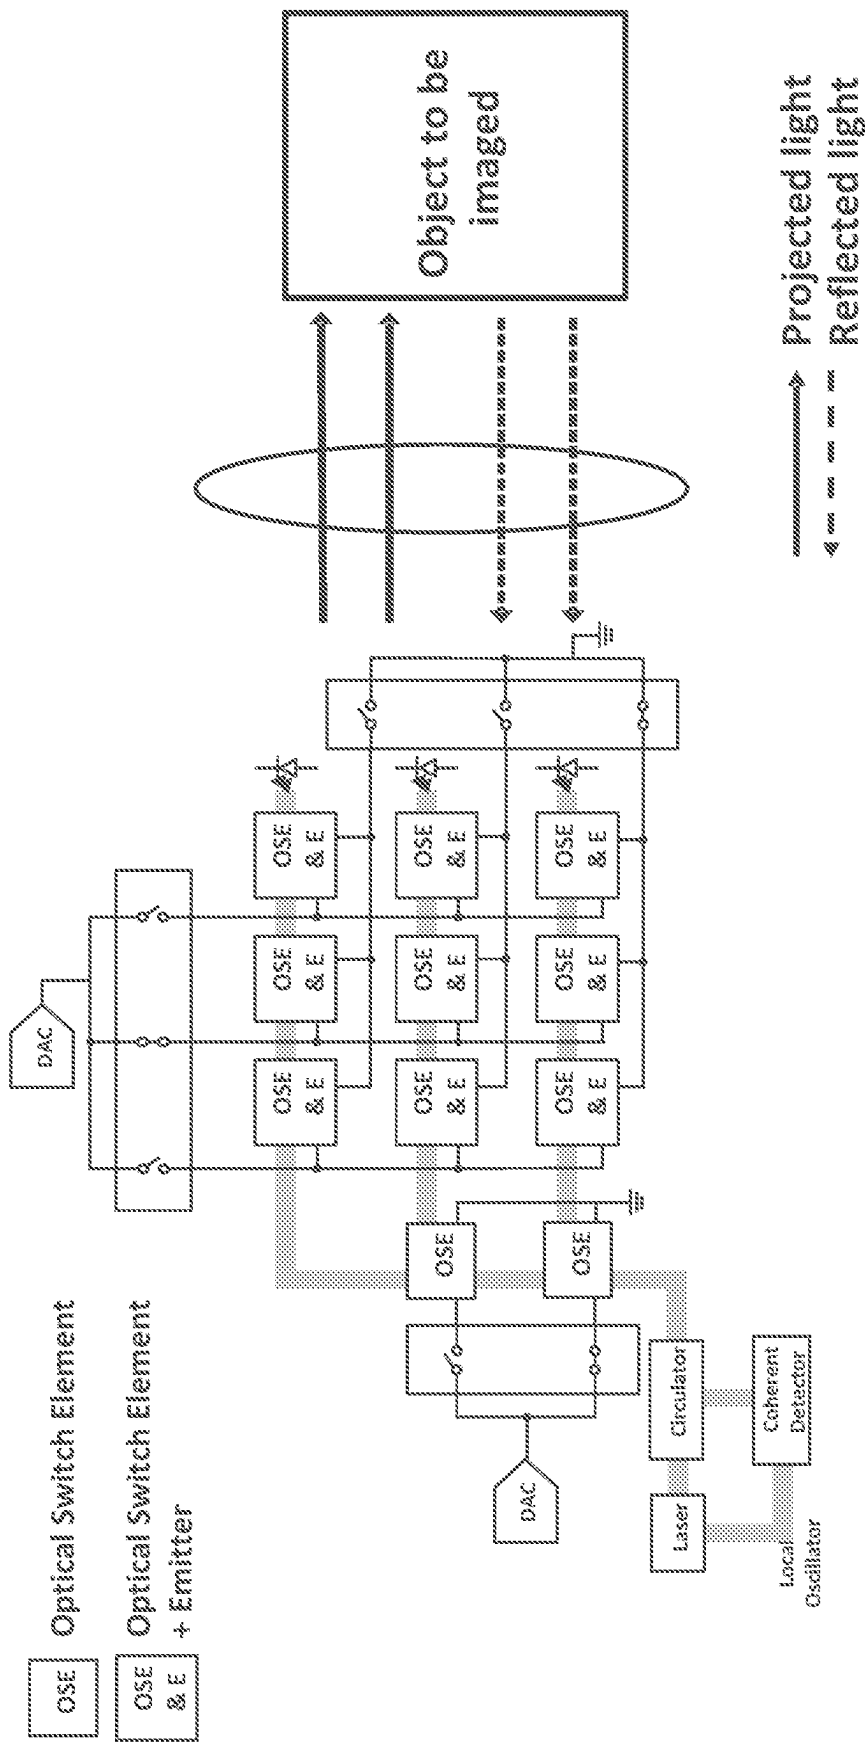 OSE
Optical Switch Element
OSE
& E
Optical Switch Element
+ Emitter
DAC
OSE
& E
OSE
& E
OSE
& E
OSE
& E
OSE
& E
OSE
& E
OSE
& E
OSE
& E
OSE
& E
OSE
OSE
DAC
Laser
Circulator
Coherent
Detector
Local
Oscillator
Object to be
imaged
Projected light
Reflected light